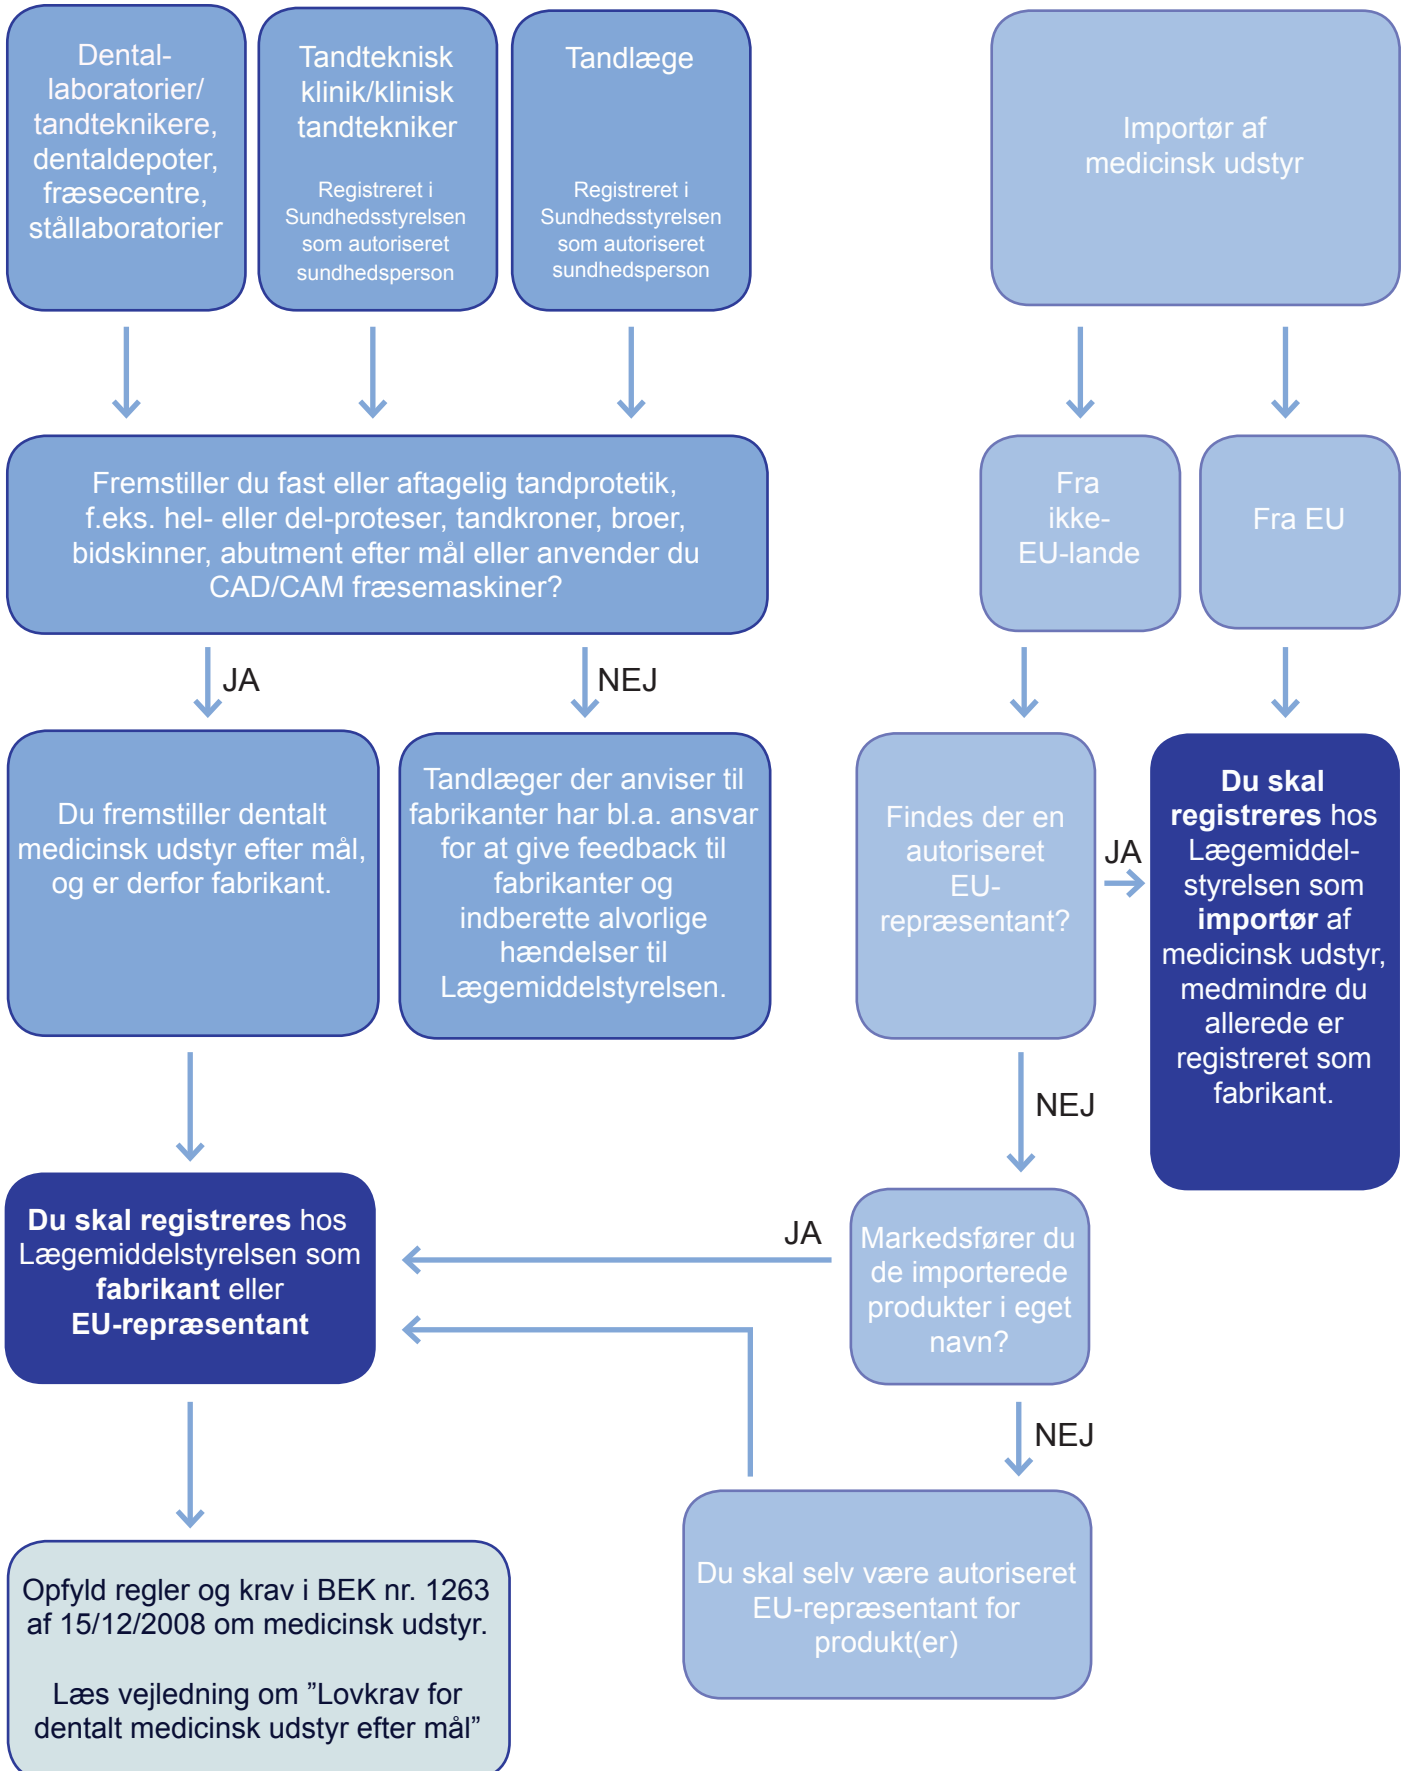 Dental-
laboratorier/
tandteknikere,
dentaldepoter,
fræsecentre,
stållaboratorier
Tandteknisk
klinik/klinisk
tandtekniker
Registreret i
Sundhedsstyrelsen
som autoriseret
sundhedsperson
Tandlæge
Registreret i
Sundhedsstyrelsen
som autoriseret
sundhedsperson
Importør af
medicinsk udstyr
Fremstiller du fast eller aftagelig tandprotetik,
f.eks. hel- eller del-proteser, tandkroner, broer,
bidskinner, abutment efter mål eller anvender du
CAD/CAM fræsemaskiner?
Fra
ikke-
EU-lande
Fra EU
JA
NEJ
Du fremstiller dentalt
medicinsk udstyr efter mål,
og er derfor fabrikant.
Tandlæger der anviser til
fabrikanter har bl.a. ansvar
for at give feedback til
fabrikanter og
indberette alvorlige
hændelser til
Lægemiddelstyrelsen.
Findes der en
autoriseret
EU-
repræsentant?
JA
Du skal
registreres hos
Lægemiddel-
styrelsen som
importør af
medicinsk udstyr,
medmindre du
allerede er
registreret som
fabrikant.
NEJ
Du skal registreres hos
Lægemiddelstyrelsen som
fabrikant eller
EU-repræsentant
JA
Markedsfører du
de importerede
produkter i eget
navn?
NEJ
Opfyld regler og krav i BEK nr. 1263
af 15/12/2008 om medicinsk udstyr.
Læs vejledning om ”Lovkrav for
dentalt medicinsk udstyr efter mål”
Du skal selv være autoriseret
EU-repræsentant for
produkt(er)